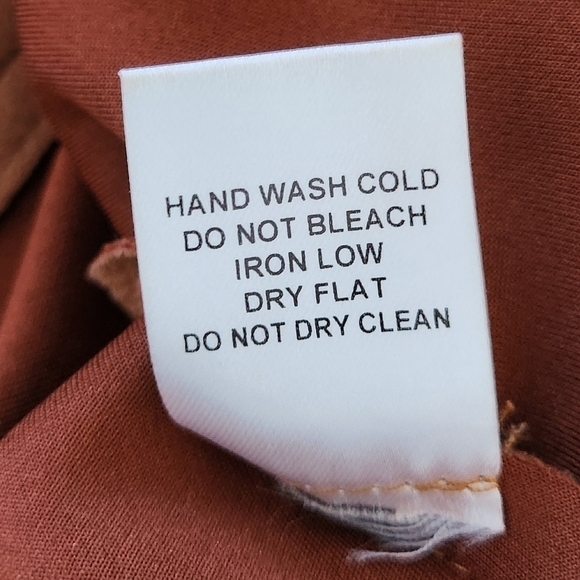 HAND WASH COLD
DO NOT BLEACH
IRON LOW
DRY FLAT
DO NOT DRY CLEAN